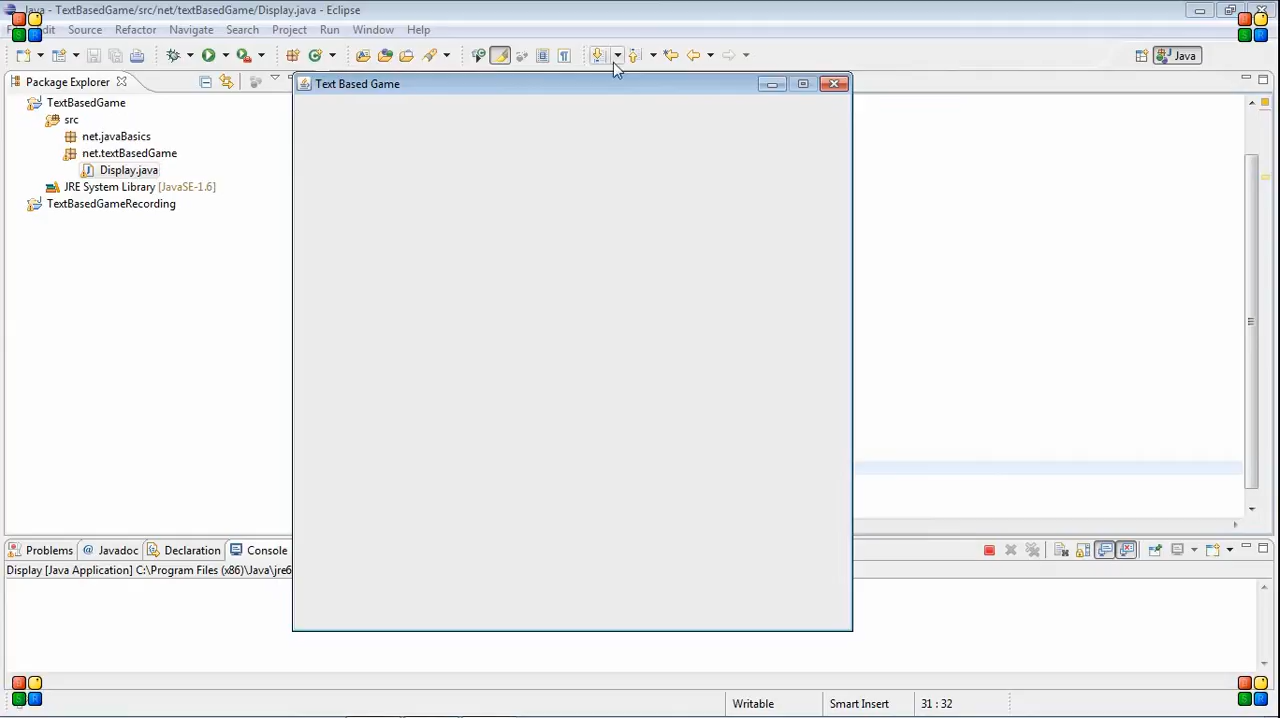 Java - TextBasedGame/src/net/textBasedGame/Display.java - Eclipse
Source Refactor Navigate Search Project Run Window Help
Java
Package Explorer
Text Based Game
TextBasedGame
src
net.javaBasics
net.textBasedGame
Display.java
JRE System Library [JavaSE-1.6]
TextBasedGameRecording
Problems @ Javadoc Declaration Console
Display [Java Application] C:\Program Files (x86)\Java\jre6
Writable Smart Insert 31 : 32